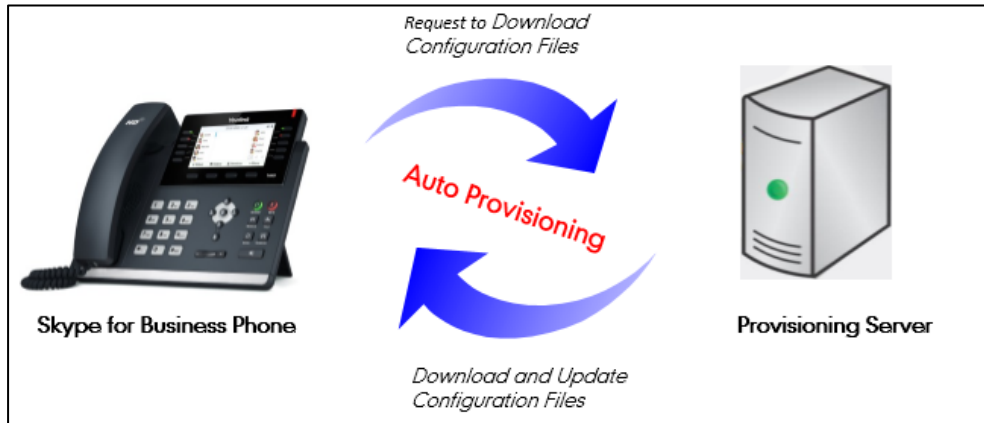 Request to Download
Configuration Files
Auto Provisioning
Skype for Business Phone
Provisioning Server
Download and Update
Configuration Files